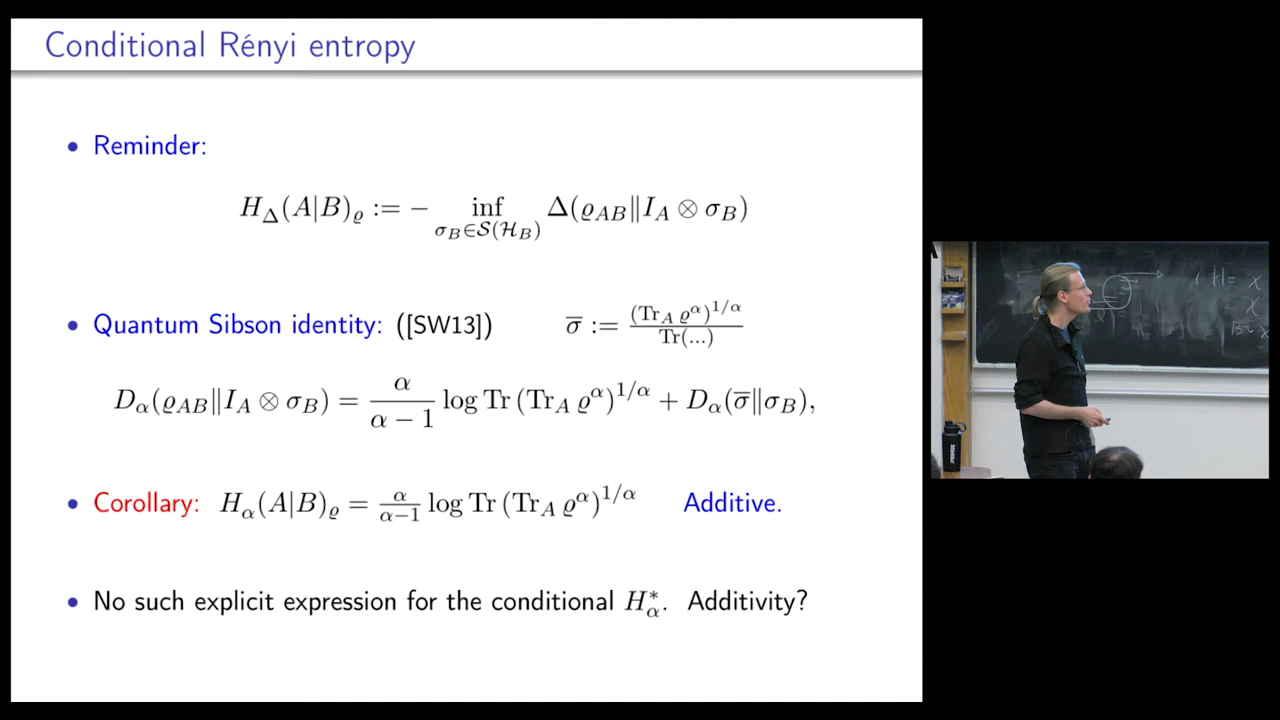 Conditional Rényi entropy
• Reminder:
H_Δ(A|B)_ϱ := − inf_{σ_B∈𝒮(ℋ_B)} Δ(ϱ_{AB}‖I_A ⊗ σ_B)
• Quantum Sibson identity: ([SW13]) σ̅ := (Tr_A ϱ^α)^{1/α} / Tr(...)
D_α(ϱ_{AB}‖I_A ⊗ σ_B) = α/(α − 1) log Tr (Tr_A ϱ^α)^{1/α} + D_α(σ̅‖σ_B),
• Corollary: H_α(A|B)_ϱ = α/(α−1) log Tr (Tr_A ϱ^α)^{1/α} Additive.
• No such explicit expression for the conditional H*_α. Additivity?